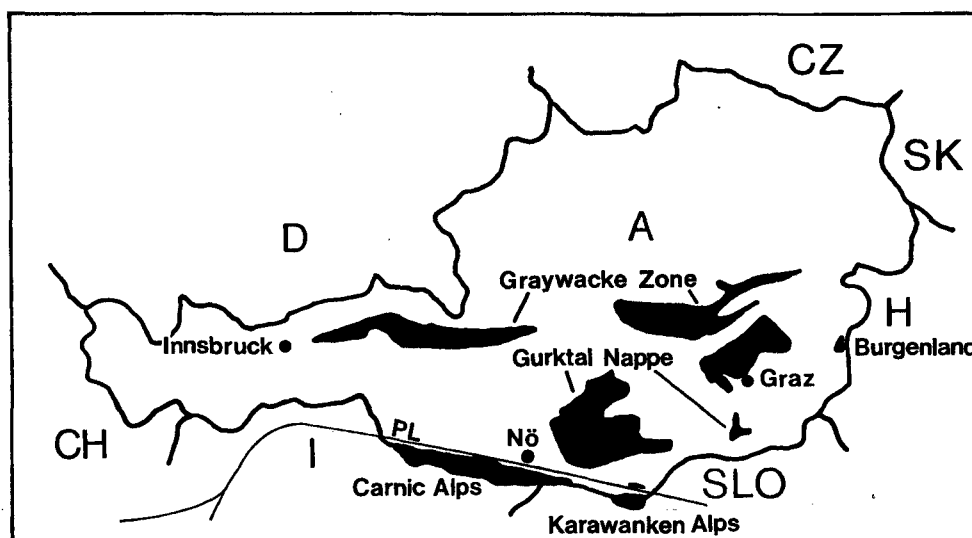 CZ
SK
D
A
Graywacke Zone
H
Innsbruck
Burgenland
Gurktal Nappe
Graz
CH
I
PL
Nö
SLO
Carnic Alps
Karawanken Alps